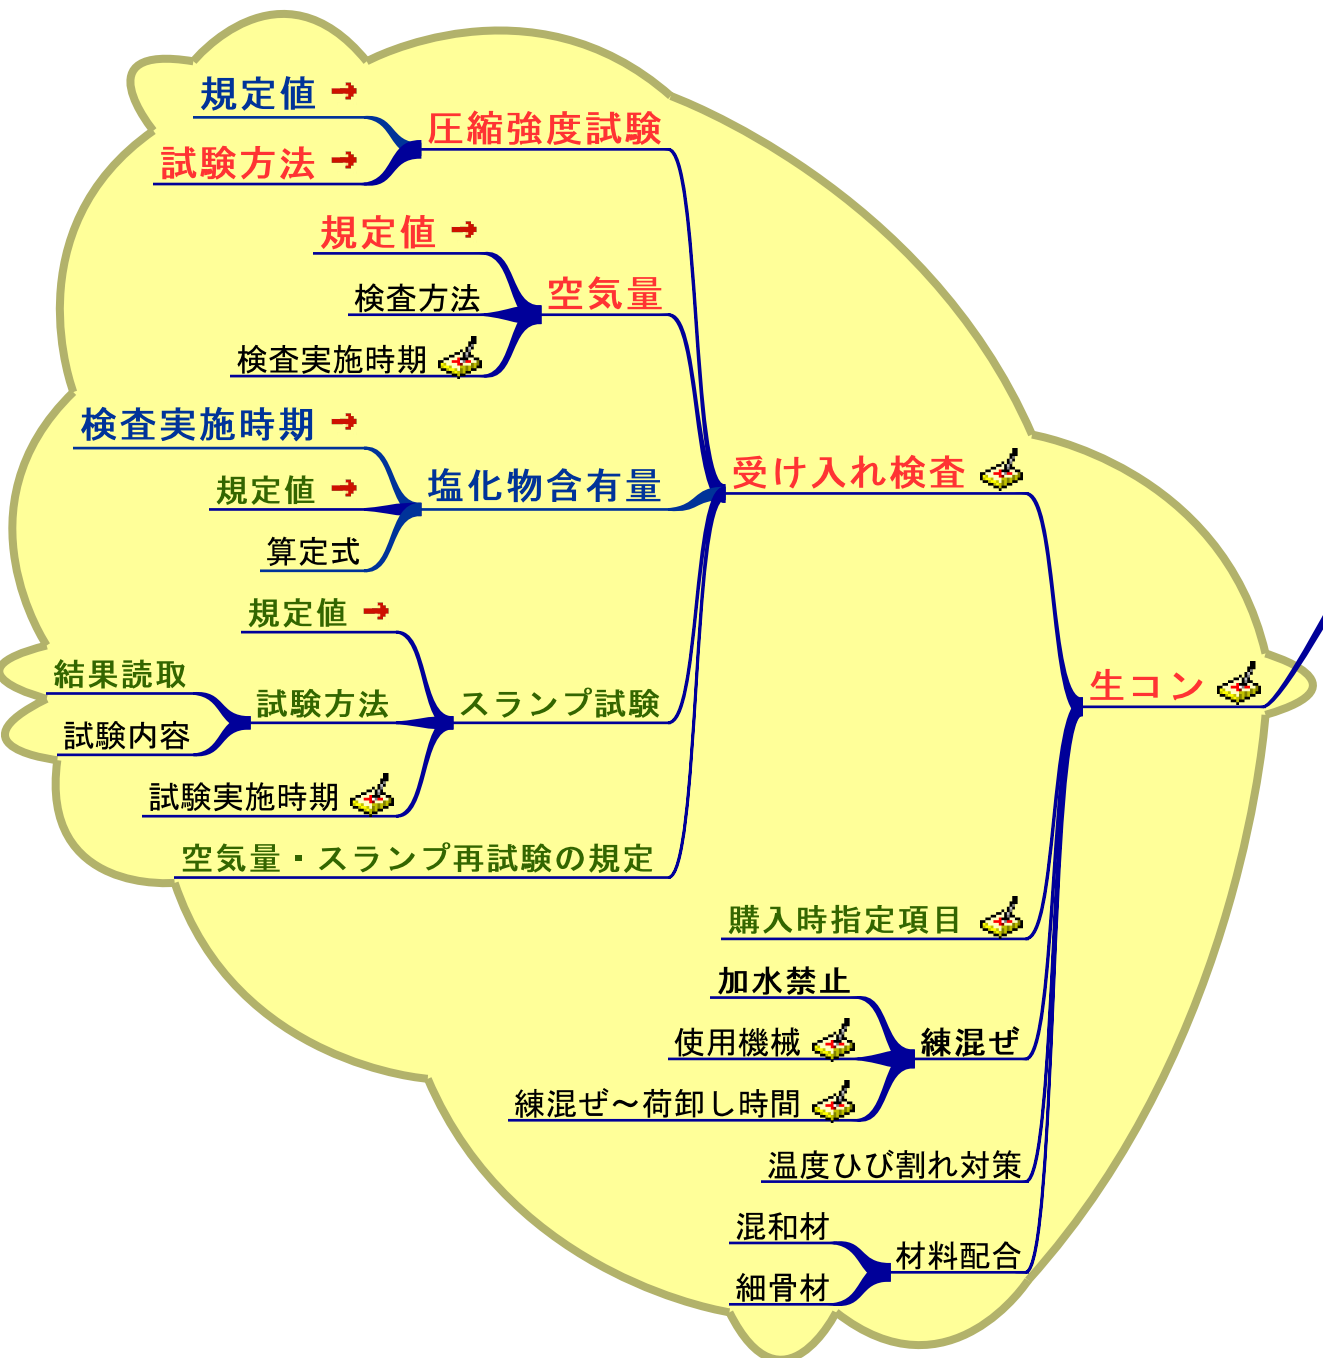 規定値
圧縮強度試験
試験方法
規定値
空気量
検査方法
検査実施時期
検査実施時期
受け入れ検査
規定値
塩化物含有量
算定式
規定値
結果読取
試験方法
スランプ試験
生コン
試験内容
試験実施時期
空気量・スランプ再試験の規定
購入時指定項目
加水禁止
使用機械
練混ぜ
練混ぜ～荷卸し時間
温度ひび割れ対策
混和材
材料配合
細骨材